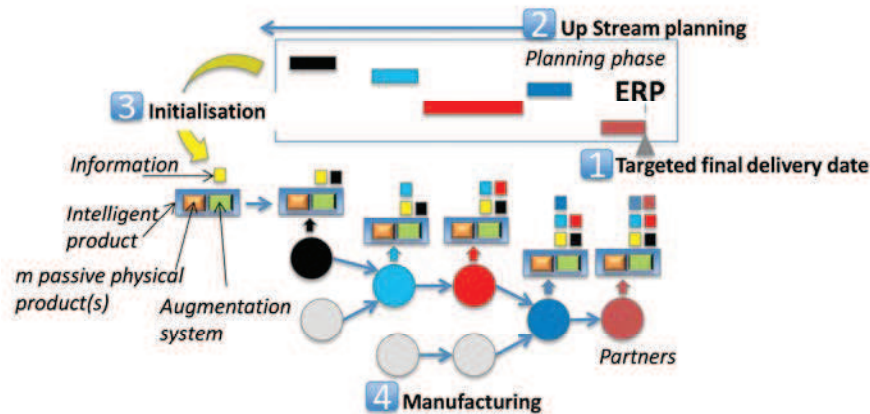 2 Up Stream planning
Planning phase
ERP
3 Initialisation
1 Targeted final delivery date
Information
Intelligent
product
m passive physical
product(s)
Augmentation
system
Partners
4 Manufacturing